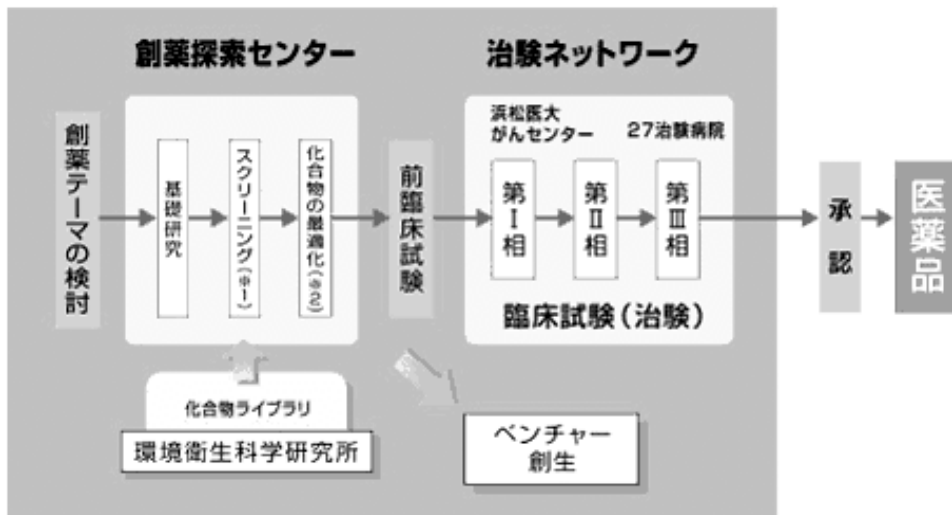 創薬探索センター
治験ネットワーク
創薬テーマの検討
基礎研究
スクリーニング(※1)
化合物の最適化(※2)
前臨床試験
浜松医大
がんセンター
27治験病院
第Ⅰ相
第Ⅱ相
第Ⅲ相
臨床試験(治験)
承認
医薬品
化合物ライブラリ
環境衛生科学研究所
ベンチャー
創生